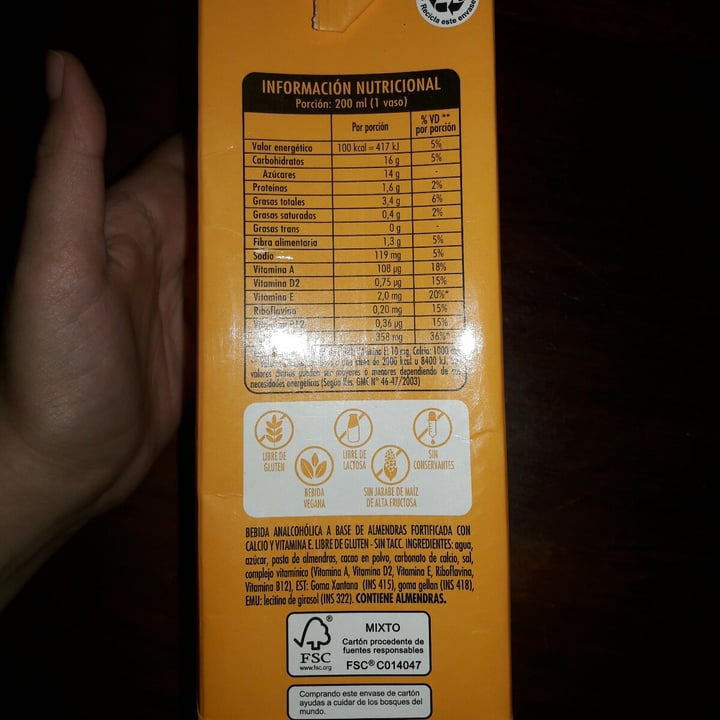 Recicla este envase
INFORMACIÓN NUTRICIONAL
Porción: 200 ml (1 vaso)
Por porción % VD ** por porción
Valor energético 100 kcal = 417 kJ 5%
Carbohidratos 16 g 5%
Azúcares 14 g -
Proteínas 1,6 g 2%
Grasas totales 3,4 g 6%
Grasas saturadas 0,4 g 2%
Grasas trans 0 g -
Fibra alimentaria 1,3 g 5%
Sodio 119 mg 5%
Vitamina A 108 µg 18%
Vitamina D2 0,75 µg 15%
Vitamina E 2,0 mg 20%*
Riboflavina 0,20 mg 15%
B12 0,36 µg 15%
358 mg 36%*
E: 10 mg, Calcio: 1000
2000 kcal u 8400 kJ,
valores diarios pueden ser mayores o menores dependiendo de sus
necesidades energéticas (Según Res. GMC N° 46-47/2003)
LIBRE DE
GLUTEN
BEBIDA
VEGANA
LIBRE DE
LACTOSA
SIN JARABE DE MAÍZ
DE ALTA FRUCTOSA
SIN
CONSERVANTES
BEBIDA ANALCOHÓLICA A BASE DE ALMENDRAS FORTIFICADA CON
CALCIO Y VITAMINA E. LIBRE DE GLUTEN - SIN TACC. INGREDIENTES: agua,
azúcar, pasta de almendras, cacao en polvo, carbonato de calcio, sal,
complejo vitamínico (Vitamina A, Vitamina D2, Vitamina E, Riboflavina,
Vitamina B12), EST: Goma Xantana (INS 415), goma gellan (INS 418),
EMU: lecitina de girasol (INS 322). CONTIENE ALMENDRAS.
FSC
www.fsc.org
MIXTO
Cartón procedente de
fuentes responsables
FSC® C014047
Comprando este envase de cartón
ayudas a cuidar de los bosques del
mundo.